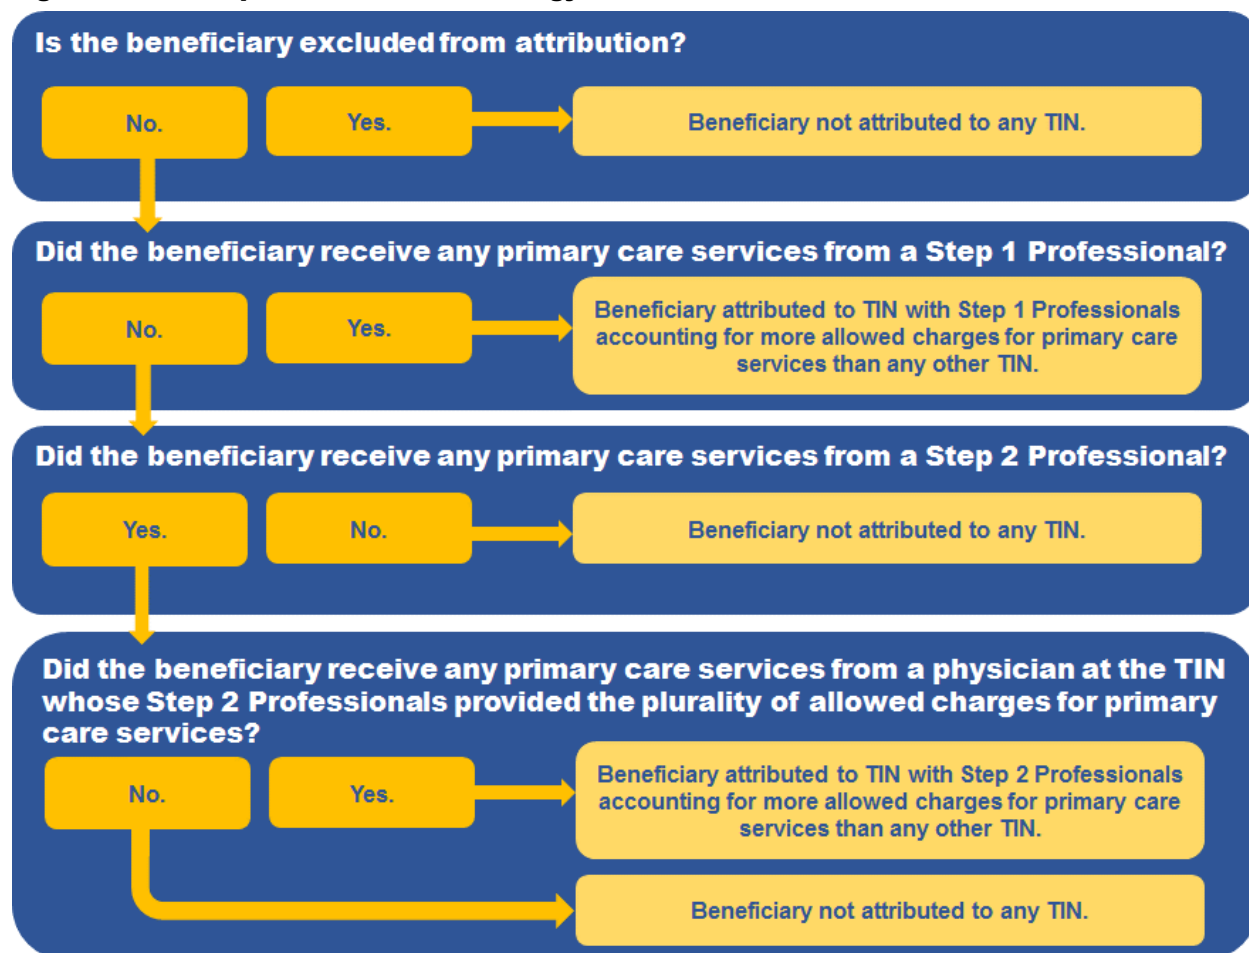 Is the beneficiary excluded from attribution?
No.
Yes.
Beneficiary not attributed to any TIN.
Did the beneficiary receive any primary care services from a Step 1 Professional?
No.
Yes.
Beneficiary attributed to TIN with Step 1 Professionals
accounting for more allowed charges for primary care
services than any other TIN.
Did the beneficiary receive any primary care services from a Step 2 Professional?
Yes.
No.
Beneficiary not attributed to any TIN.
Did the beneficiary receive any primary care services from a physician at the TIN
whose Step 2 Professionals provided the plurality of allowed charges for primary
care services?
No.
Yes.
Beneficiary attributed to TIN with Step 2 Professionals
accounting for more allowed charges for primary care
services than any other TIN.
Beneficiary not attributed to any TIN.